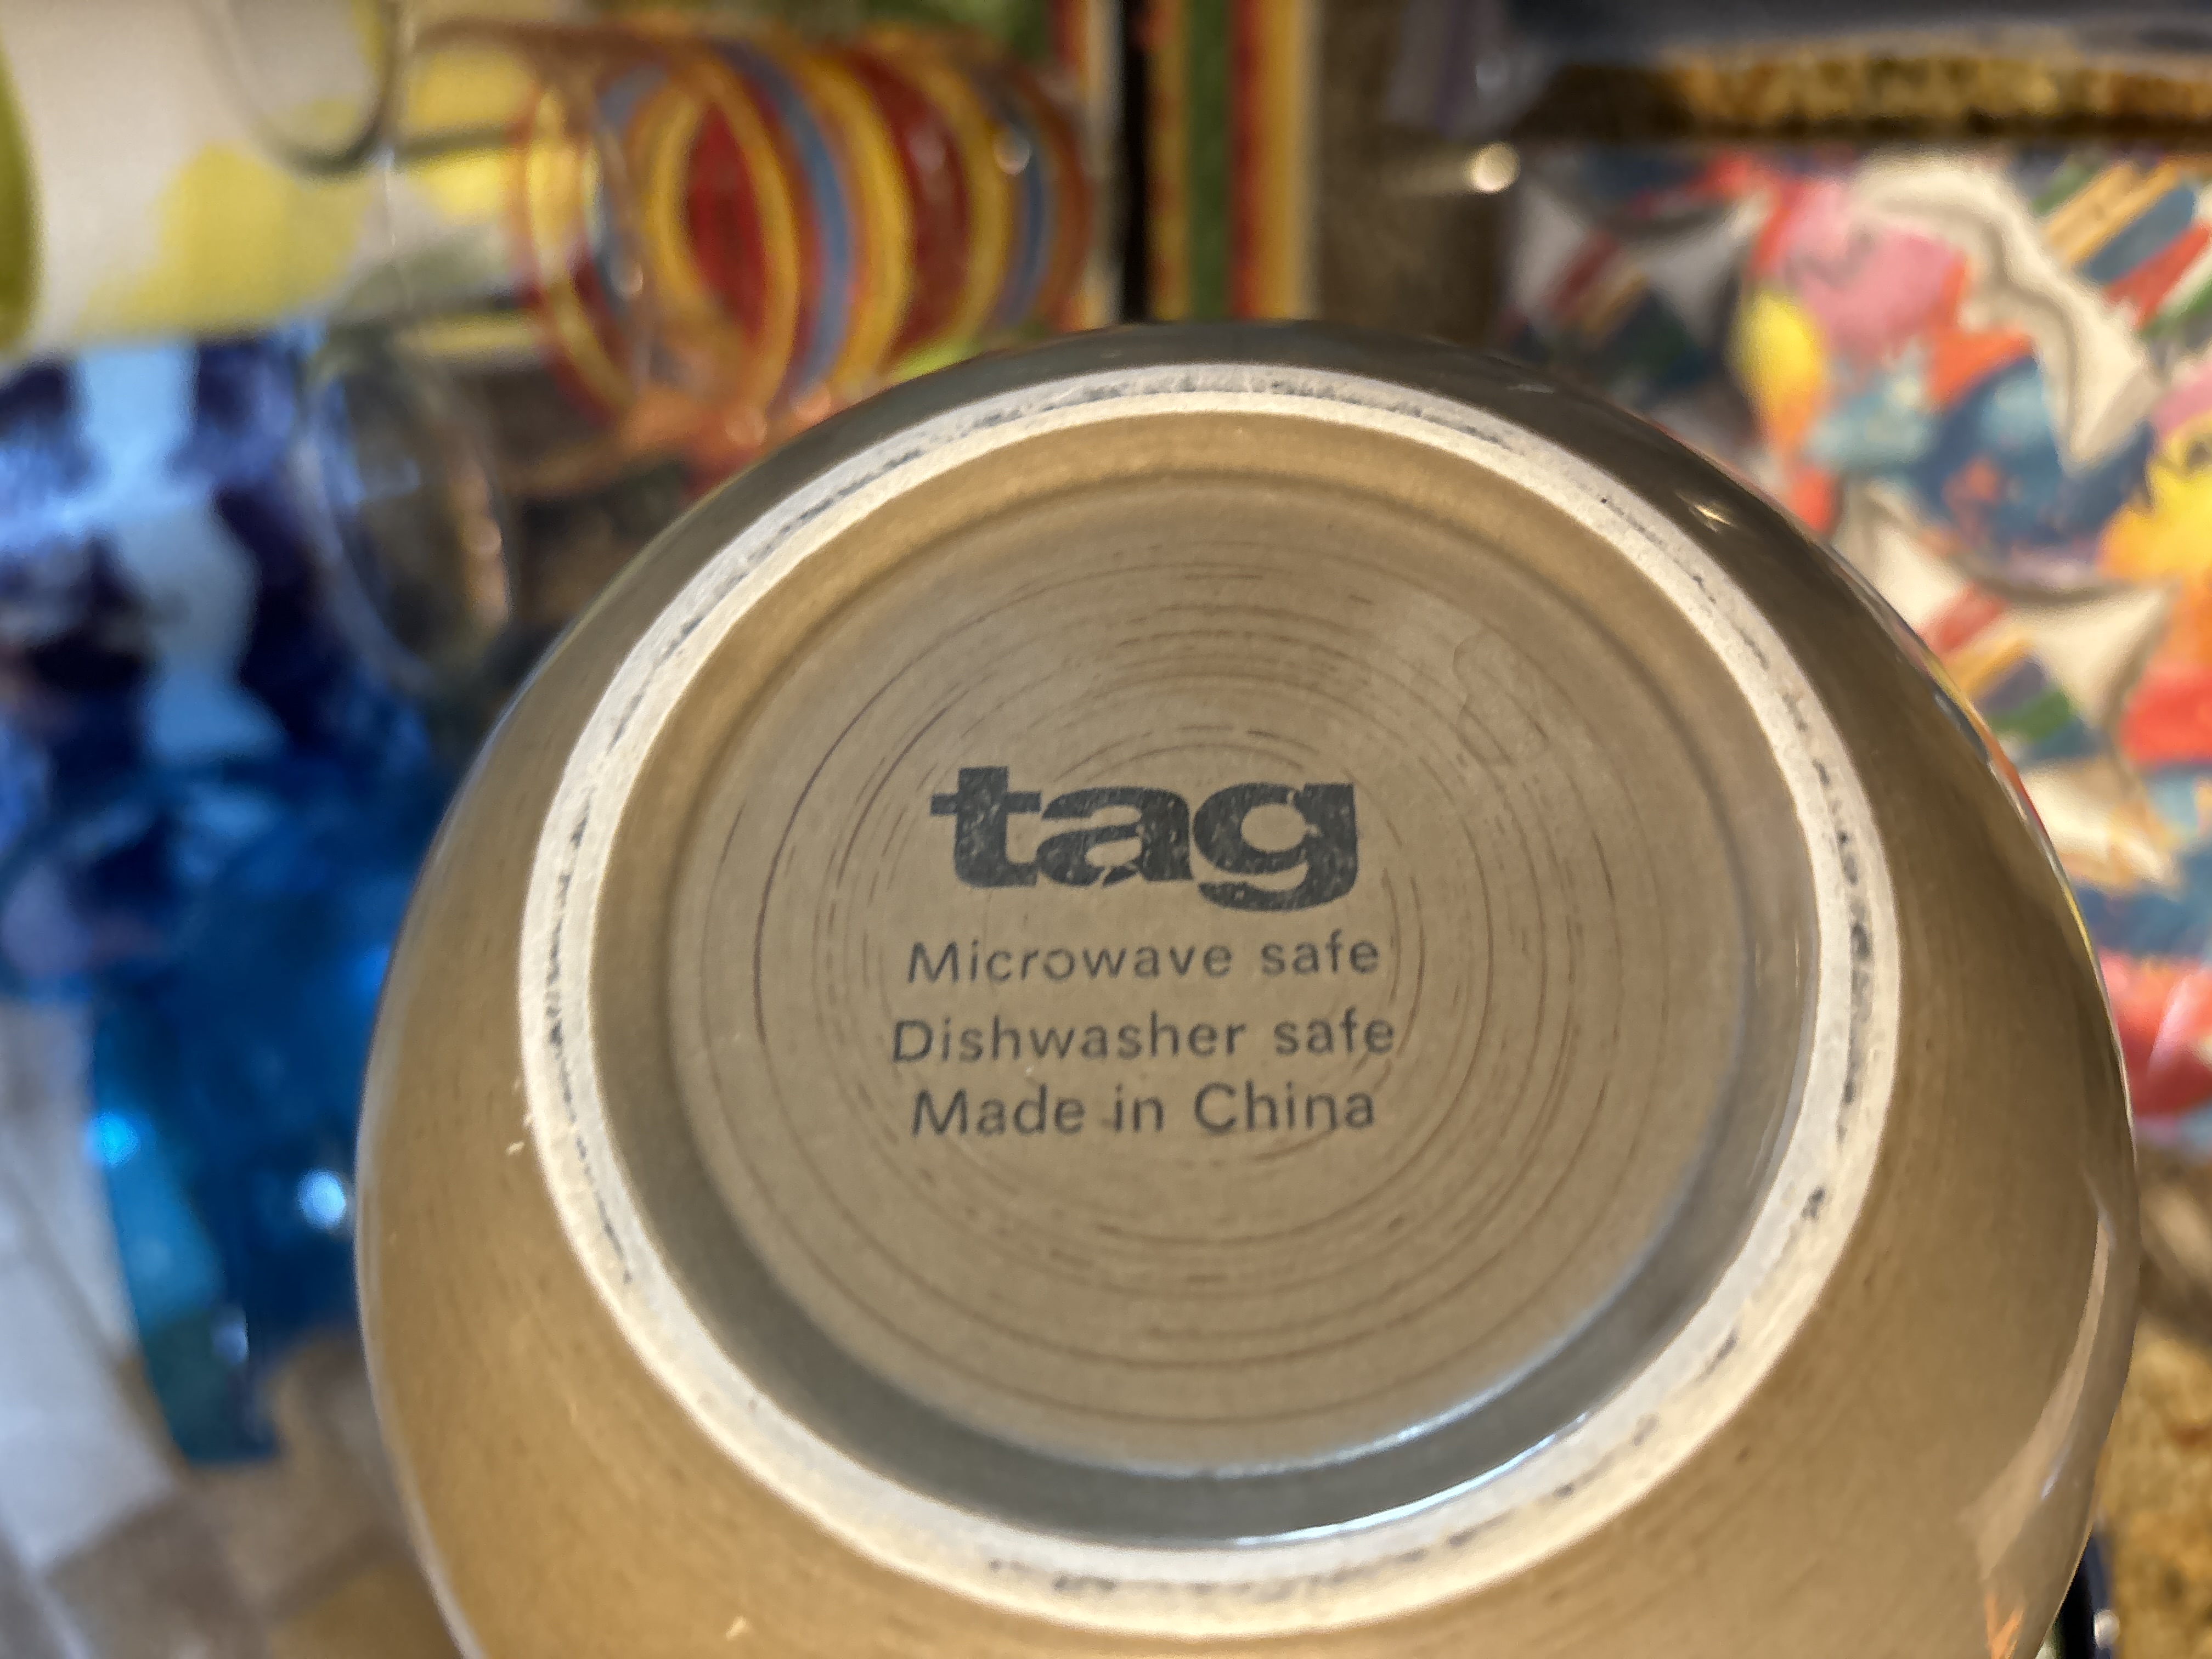 tag
Microwave safe
Dishwasher safe
Made in China